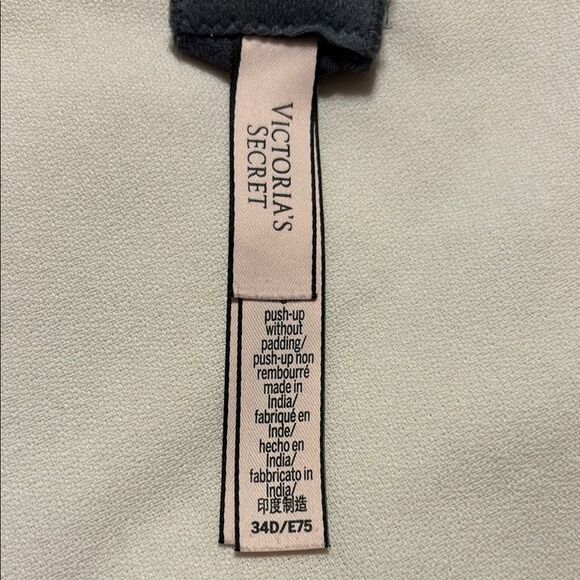 VICTORIA'S
SECRET
push-up
without
padding/
push-up non
rembourré
made in
India/
fabriqué en
Inde/
hecho en
India/
fabbricato in
India/
印度制造
34D/E75